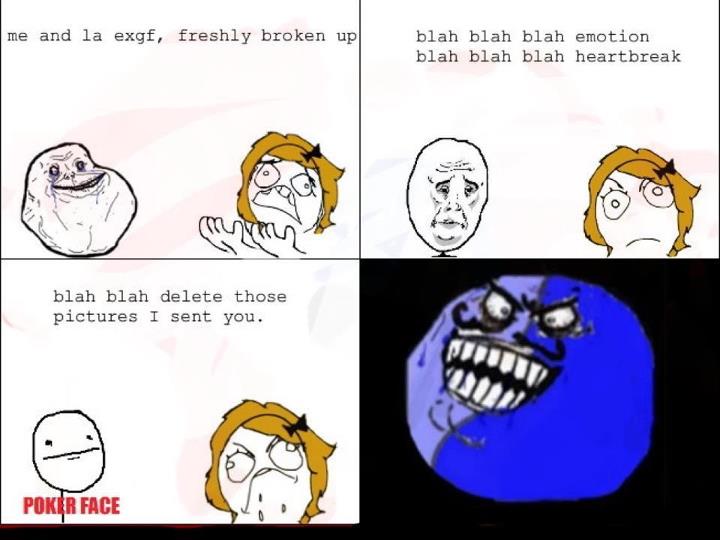 me and la exgf, freshly broken up
blah blah blah emotion
blah blah blah heartbreak
blah blah delete those
pictures I sent you.
POKER FACE